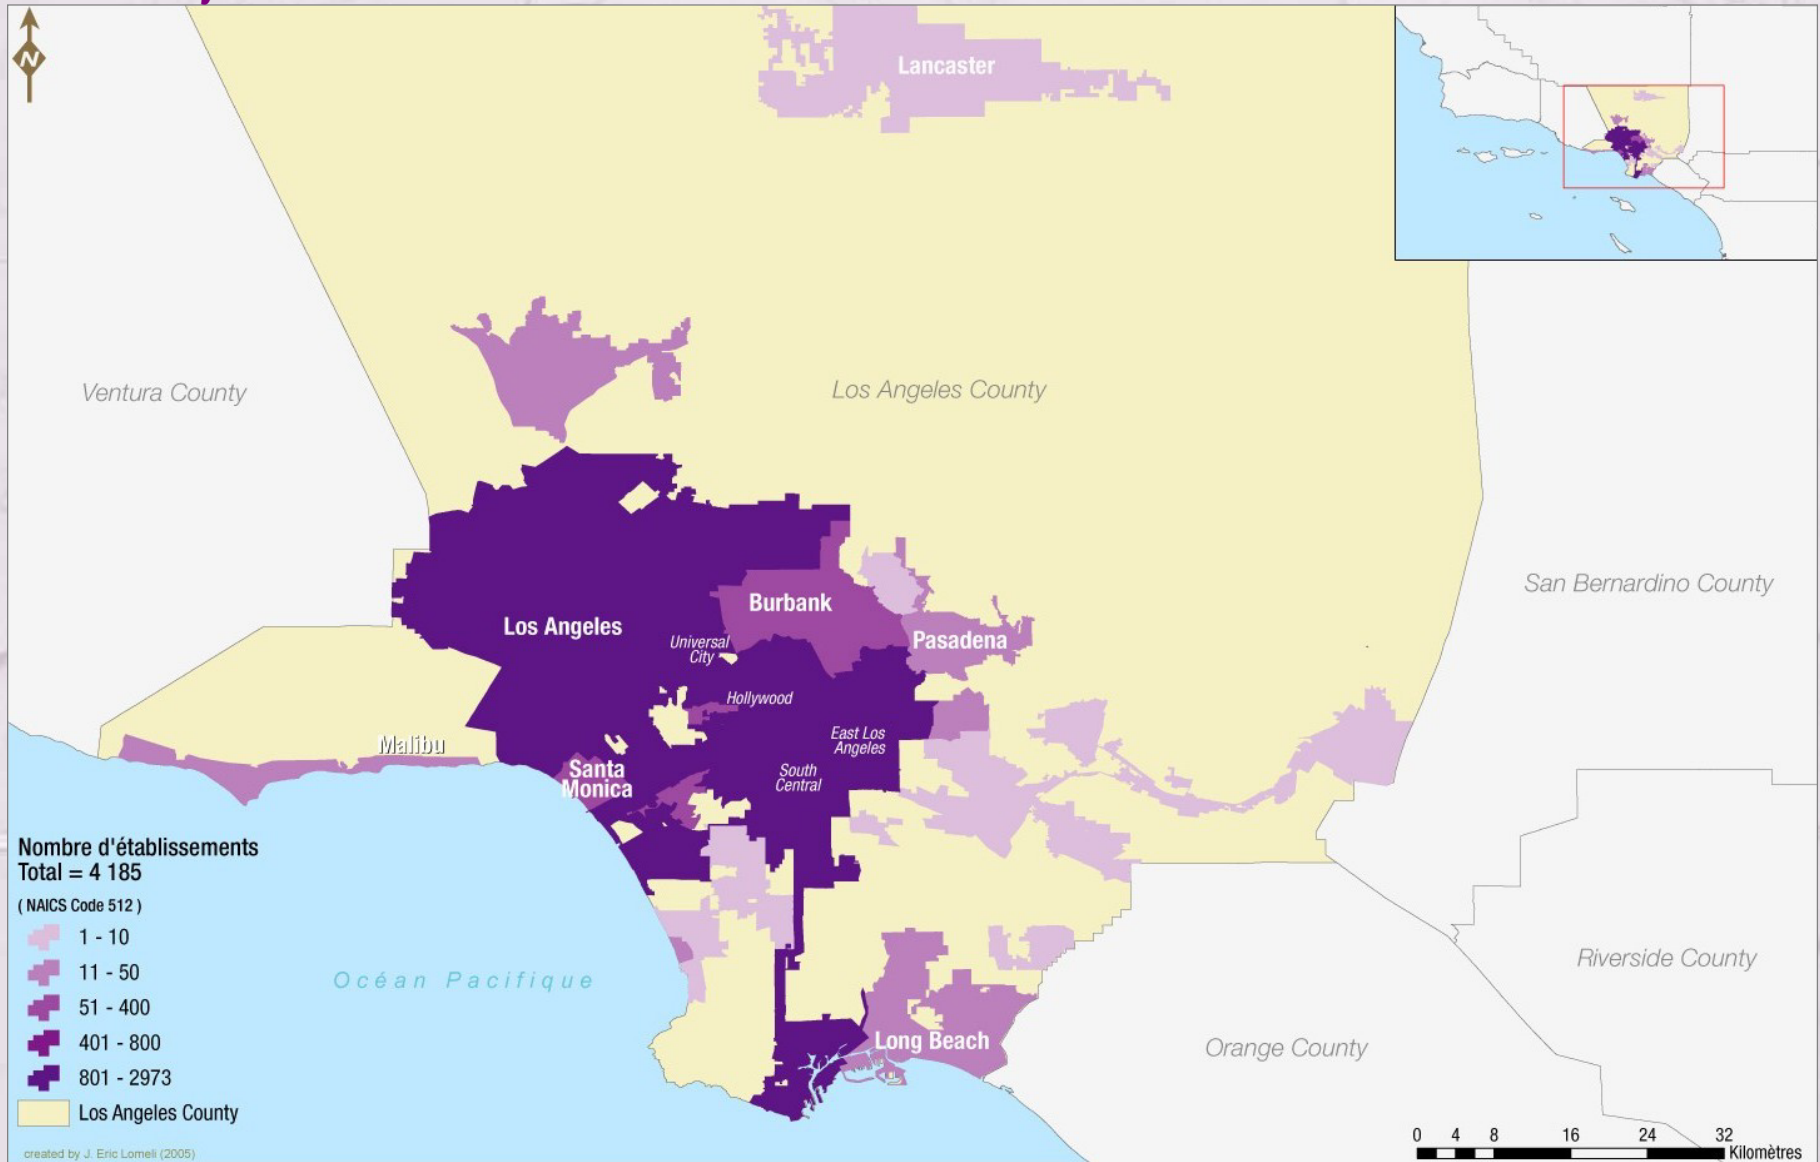 N
Lancaster
Ventura County
Los Angeles County
San Bernardino County
Burbank
Los Angeles
Universal
City
Pasadena
Hollywood
East Los
Angeles
Malibu
Santa
Monica
South
Central
Nombre d'établissements
Total = 4 185
( NAICS Code 512 )
1 - 10
11 - 50
51 - 400
401 - 800
801 - 2973
Los Angeles County
Océan Pacifique
Riverside County
Long Beach
Orange County
0 4 8 16 24 32
Kilomètres
created by J. Eric Lomeli (2005)